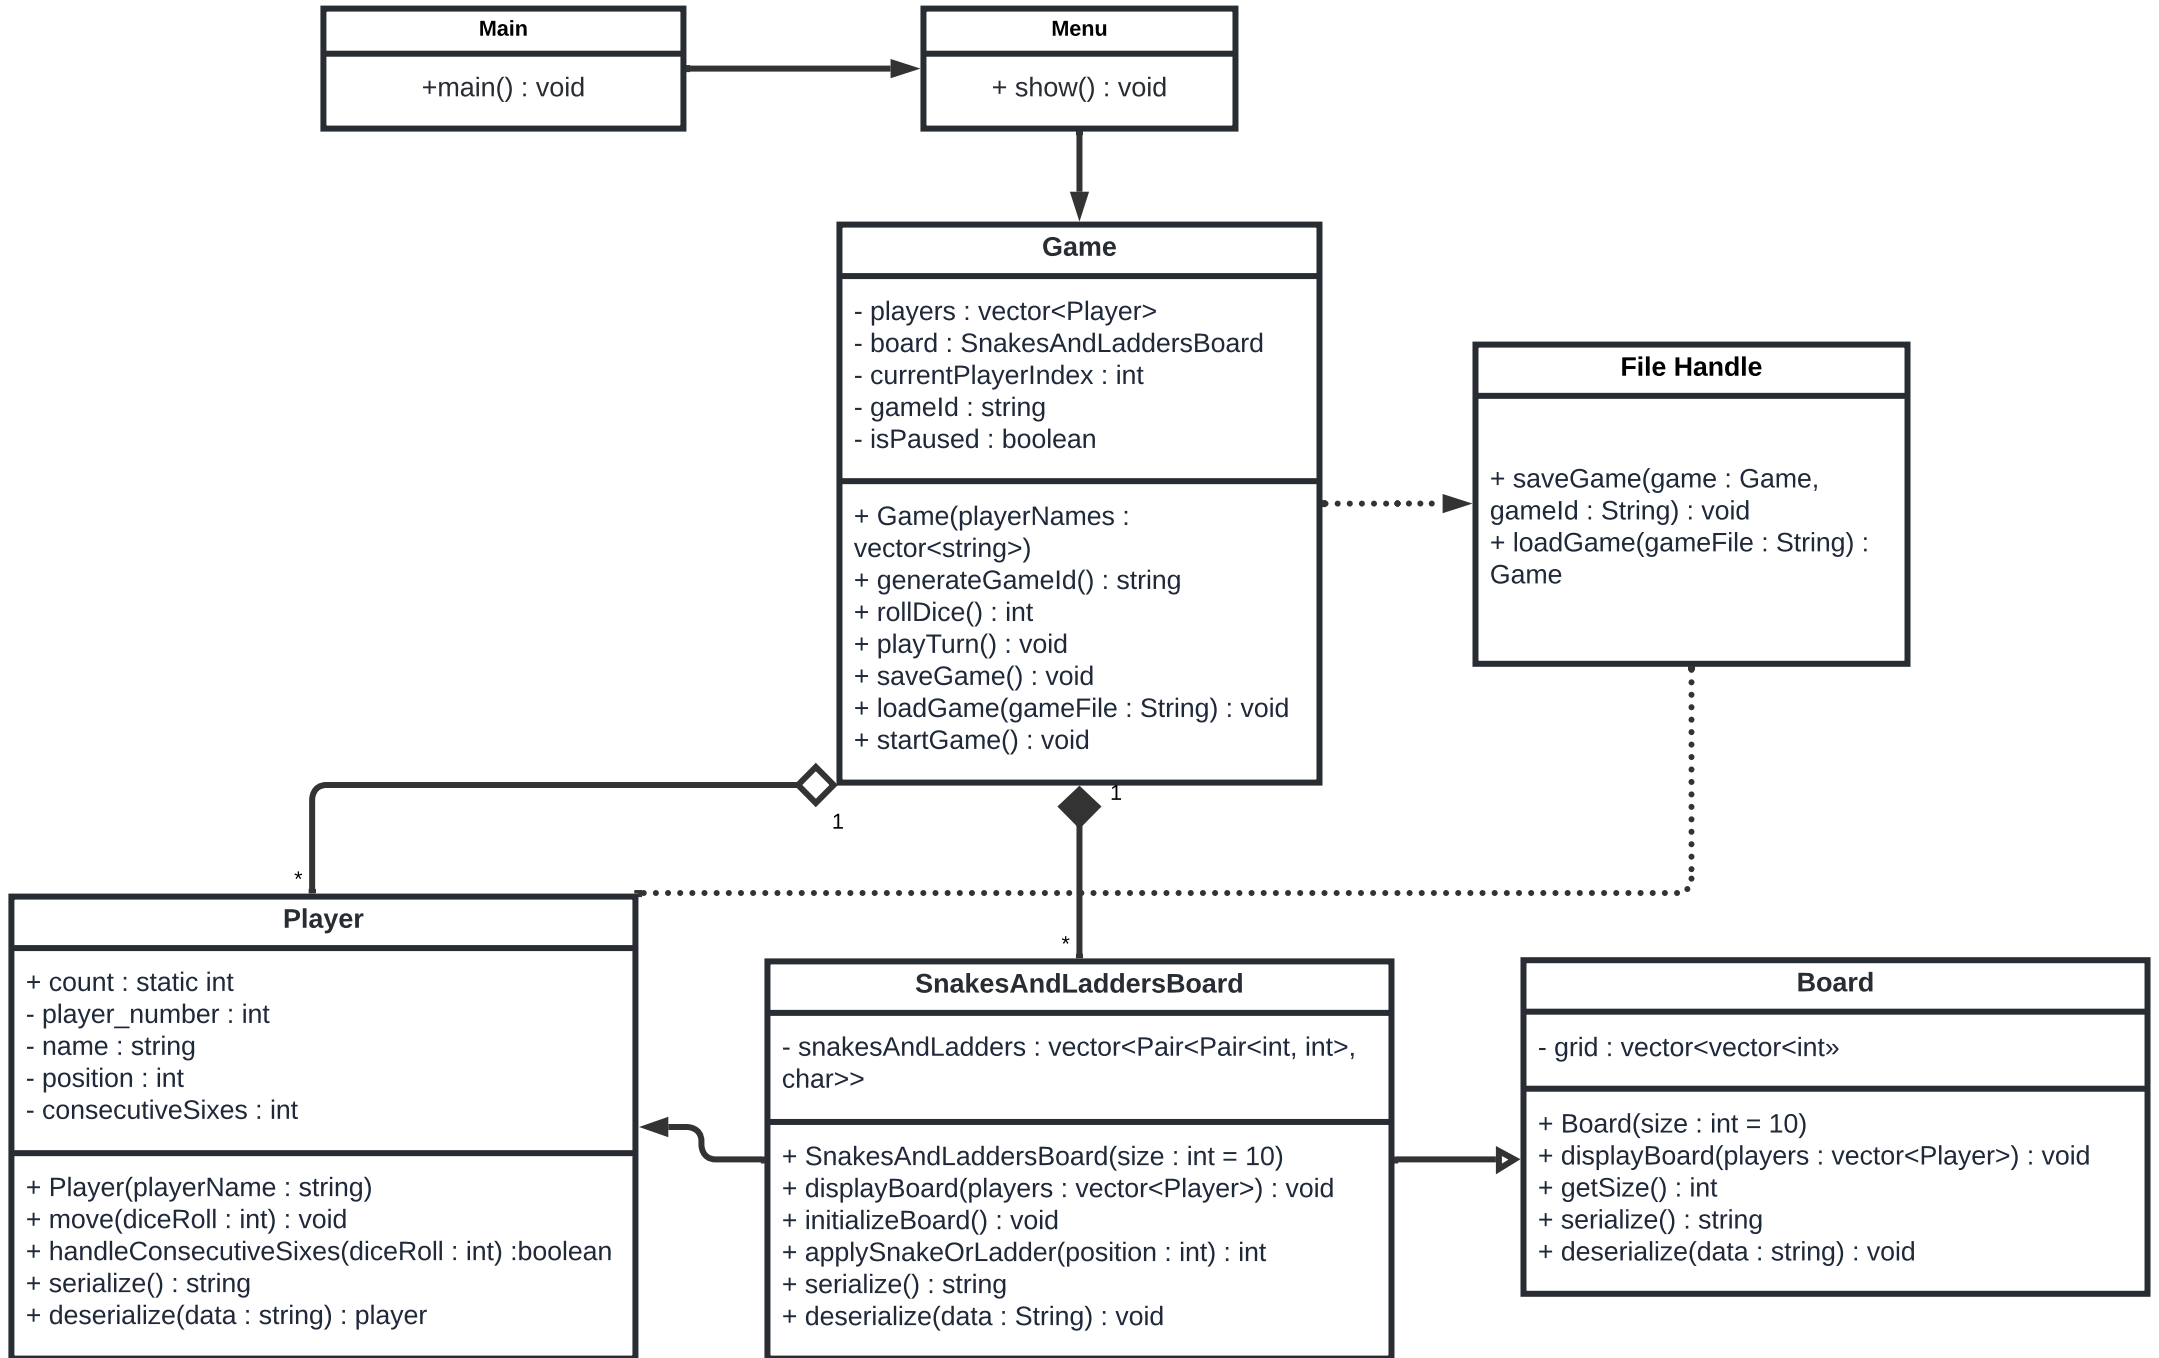 Main
+main() : void
Menu
+ show() : void
Game
- players : vector<Player>
- board : SnakesAndLaddersBoard
- currentPlayerIndex : int
- gameId : string
- isPaused : boolean
+ Game(playerNames :
vector<string>)
+ generateGameId() : string
+ rollDice() : int
+ playTurn() : void
+ saveGame() : void
+ loadGame(gameFile : String) : void
+ startGame() : void
File Handle
+ saveGame(game : Game,
gameId : String) : void
+ loadGame(gameFile : String) :
Game
1
1
*
*
Player
+ count : static int
- player_number : int
- name : string
- position : int
- consecutiveSixes : int
+ Player(playerName : string)
+ move(diceRoll : int) : void
+ handleConsecutiveSixes(diceRoll : int) :boolean
+ serialize() : string
+ deserialize(data : string) : player
SnakesAndLaddersBoard
- snakesAndLadders : vector<Pair<Pair<int, int>,
char>>
+ SnakesAndLaddersBoard(size : int = 10)
+ displayBoard(players : vector<Player>) : void
+ initializeBoard() : void
+ applySnakeOrLadder(position : int) : int
+ serialize() : string
+ deserialize(data : String) : void
Board
- grid : vector<vector<int»
+ Board(size : int = 10)
+ displayBoard(players : vector<Player>) : void
+ getSize() : int
+ serialize() : string
+ deserialize(data : string) : void